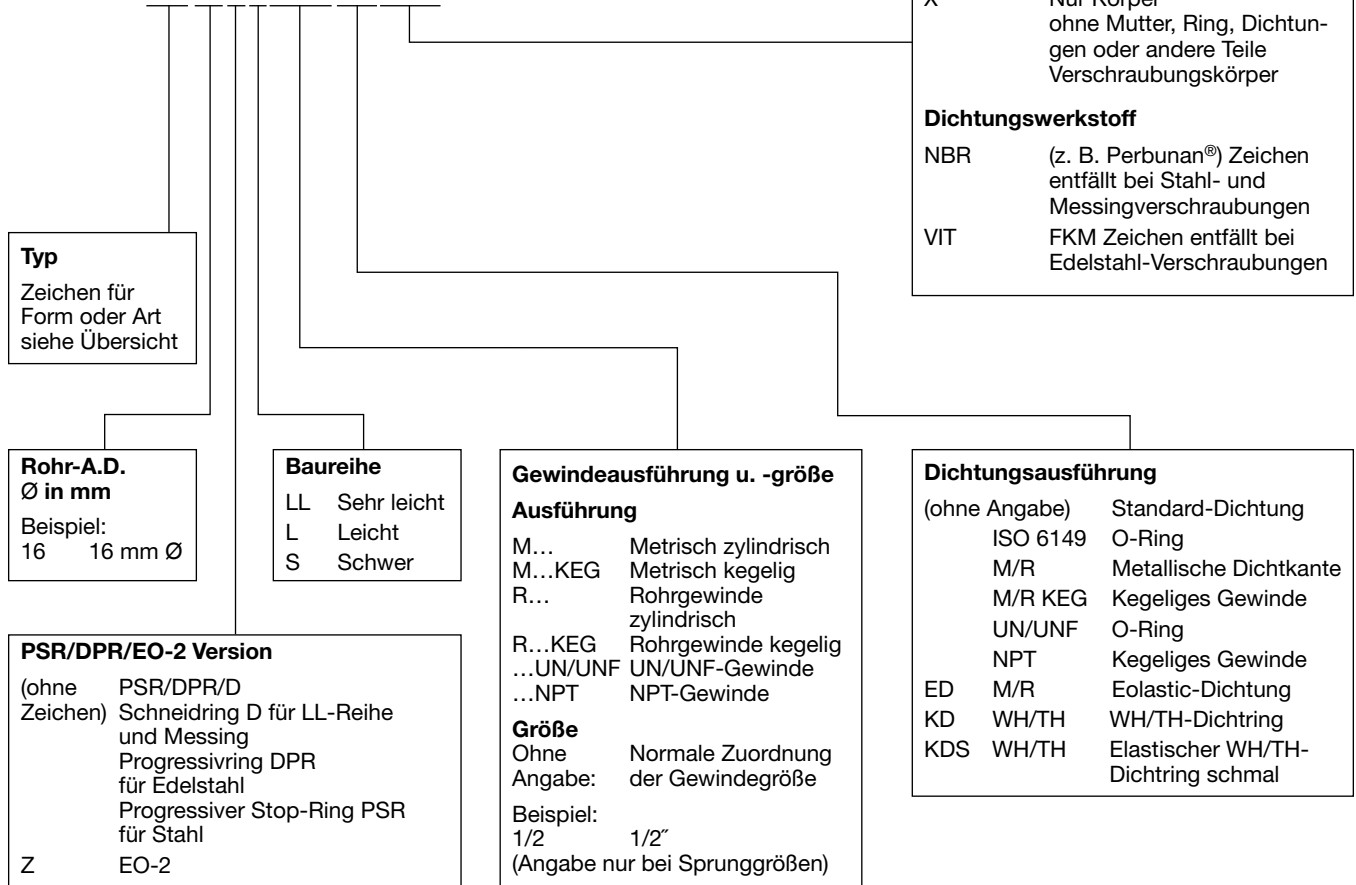 X Nur Körper
ohne Mutter, Ring, Dichtun-
gen oder andere Teile
Verschraubungskörper
Dichtungswerkstoff
NBR (z. B. Perbunan®) Zeichen
entfällt bei Stahl- und
Messingverschraubungen
VIT FKM Zeichen entfällt bei
Edelstahl-Verschraubungen
Typ
Zeichen für
Form oder Art
siehe Übersicht
Rohr-A.D.
Ø in mm
Beispiel:
16 16 mm Ø
Baureihe
LL Sehr leicht
L Leicht
S Schwer
PSR/DPR/EO-2 Version
(ohne PSR/DPR/D
Zeichen) Schneidring D für LL-Reihe
und Messing
Progressivring DPR
für Edelstahl
Progressiver Stop-Ring PSR
für Stahl
Z EO-2
Gewindeausführung u. -größe
Ausführung
M… Metrisch zylindrisch
M…KEG Metrisch kegelig
R… Rohrgewinde
zylindrisch
R…KEG Rohrgewinde kegelig
…UN/UNF UN/UNF-Gewinde
…NPT NPT-Gewinde
Größe
Ohne Normale Zuordnung
Angabe: der Gewindegröße
Beispiel:
1/2 1/2˝
(Angabe nur bei Sprunggrößen)
Dichtungsausführung
(ohne Angabe) Standard-Dichtung
ISO 6149 O-Ring
M/R Metallische Dichtkante
M/R KEG Kegeliges Gewinde
UN/UNF O-Ring
NPT Kegeliges Gewinde
ED M/R Eolastic-Dichtung
KD WH/TH WH/TH-Dichtring
KDS WH/TH Elastischer WH/TH-
Dichtring schmal